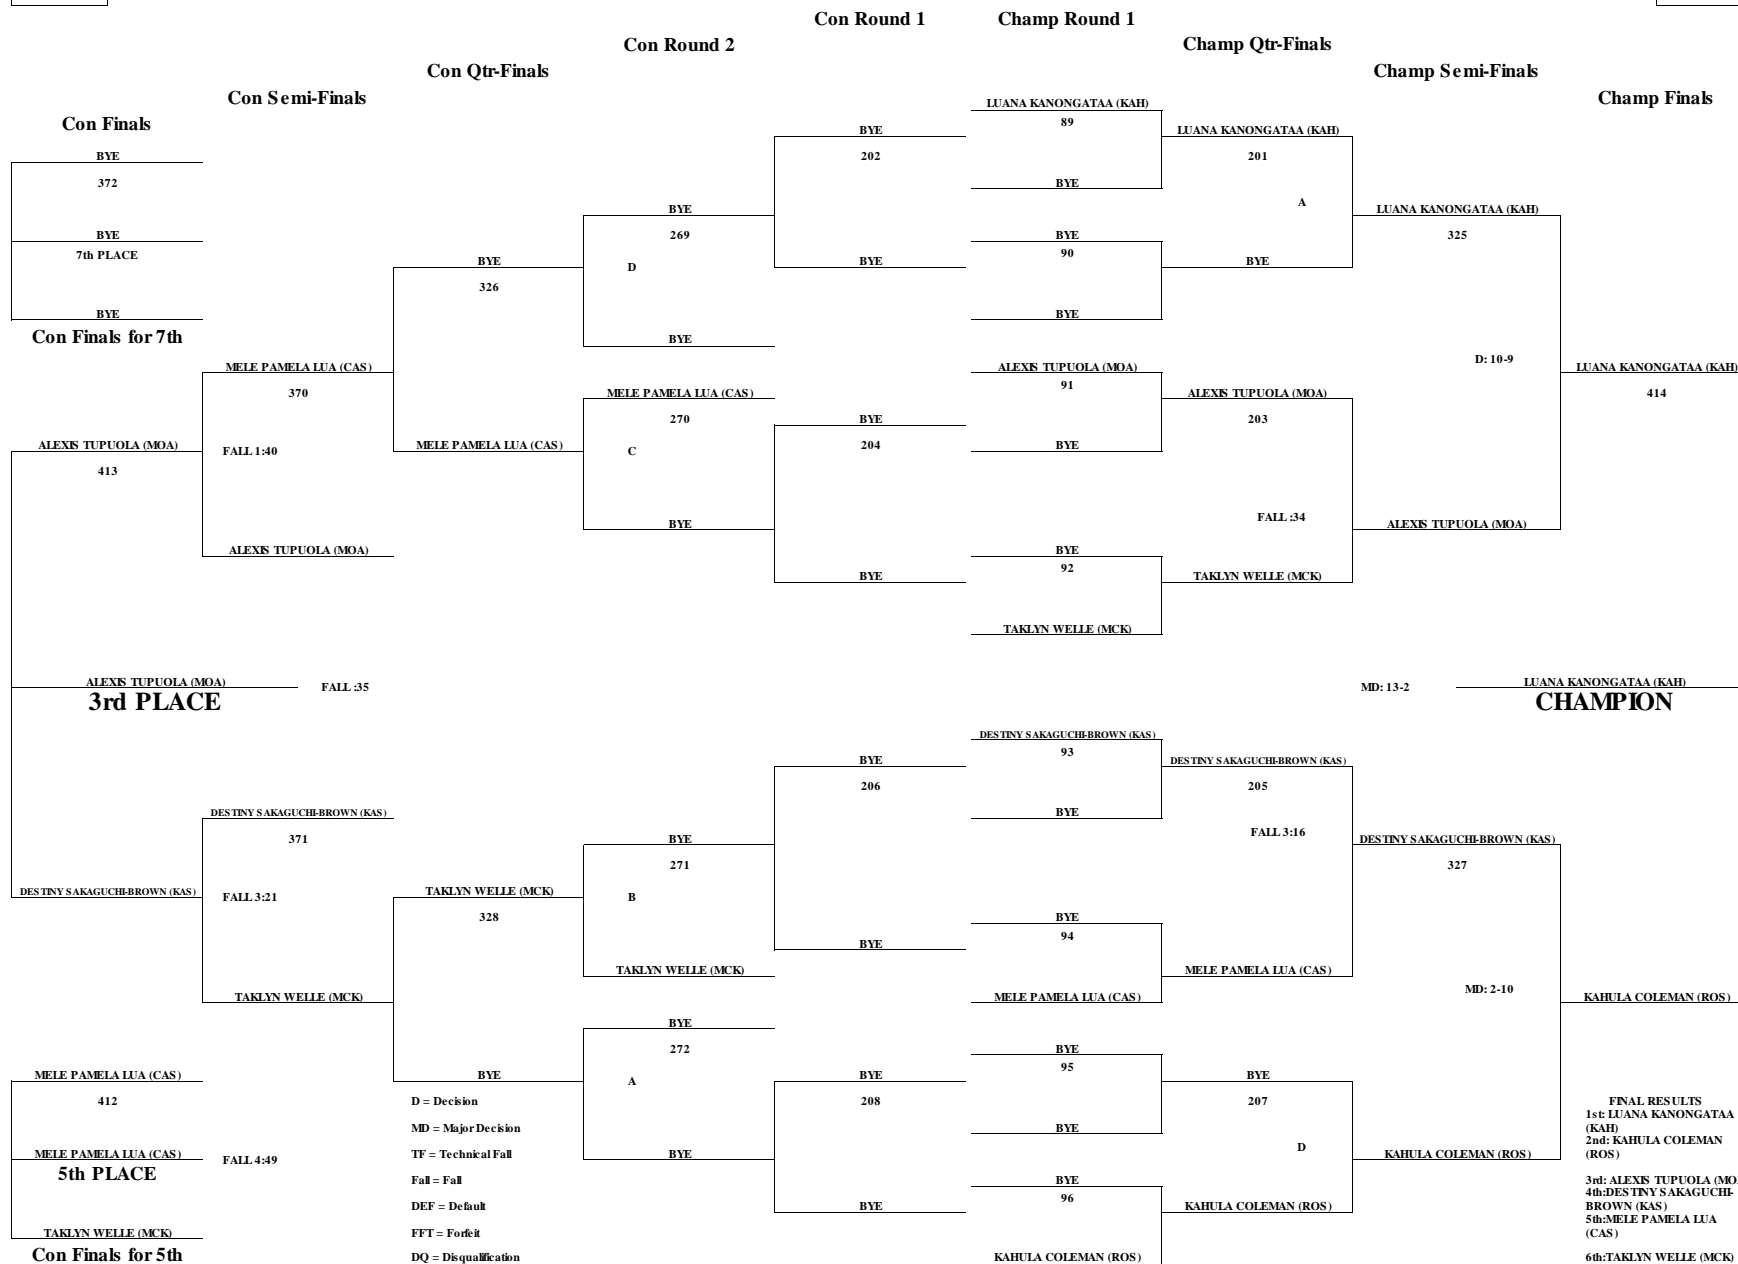 Con Round 1
Champ Round 1
Con Round 2
Champ Qtr-Finals
Con Qtr-Finals
Champ Semi-Finals
Con Semi-Finals
Champ Finals
Con Finals
BYE
372
BYE
7th PLACE
BYE
Con Finals for 7th
ALEXIS TUPUOLA (MOA)
413
ALEXIS TUPUOLA (MOA)
3rd PLACE
FALL :35
DESTINY SAKAGUCHI-BROWN (KAS)
MELE PAMELA LUA (CAS)
412
MELE PAMELA LUA (CAS)
5th PLACE
FALL 4:49
TAKLYN WELLE (MCK)
Con Finals for 5th
MELE PAMELA LUA (CAS)
370
FALL 1:40
ALEXIS TUPUOLA (MOA)
DESTINY SAKAGUCHI-BROWN (KAS)
371
FALL 3:21
TAKLYN WELLE (MCK)
BYE
326
MELE PAMELA LUA (CAS)
TAKLYN WELLE (MCK)
328
BYE
D = Decision
MD = Major Decision
TF = Technical Fall
Fall = Fall
DEF = Default
FFT = Forfeit
DQ = Disqualification
BYE
269
D
BYE
MELE PAMELA LUA (CAS)
270
C
BYE
BYE
271
B
TAKLYN WELLE (MCK)
BYE
272
A
BYE
BYE
202
BYE
BYE
204
BYE
BYE
206
BYE
BYE
208
BYE
LUANA KANONGATAA (KAH)
89
BYE
BYE
90
BYE
ALEXIS TUPUOLA (MOA)
91
BYE
BYE
92
TAKLYN WELLE (MCK)
DESTINY SAKAGUCHI-BROWN (KAS)
93
BYE
BYE
94
MELE PAMELA LUA (CAS)
BYE
95
BYE
BYE
96
KAHULA COLEMAN (ROS)
LUANA KANONGATAA (KAH)
201
A
BYE
ALEXIS TUPUOLA (MOA)
203
FALL :34
TAKLYN WELLE (MCK)
DESTINY SAKAGUCHI-BROWN (KAS)
205
FALL 3:16
MELE PAMELA LUA (CAS)
BYE
207
D
KAHULA COLEMAN (ROS)
LUANA KANONGATAA (KAH)
325
D: 10-9
ALEXIS TUPUOLA (MOA)
DESTINY SAKAGUCHI-BROWN (KAS)
327
MD: 2-10
KAHULA COLEMAN (ROS)
LUANA KANONGATAA (KAH)
414
MD: 13-2
LUANA KANONGATAA (KAH)
CHAMPION
KAHULA COLEMAN (ROS)
FINAL RESULTS
1st: LUANA KANONGATAA
(KAH)
2nd: KAHULA COLEMAN
(ROS)
3rd: ALEXIS TUPUOLA (MO
4th:DESTINY SAKAGUCHI-
BROWN (KAS)
5th:MELE PAMELA LUA
(CAS)
6th:TAKLYN WELLE (MCK)